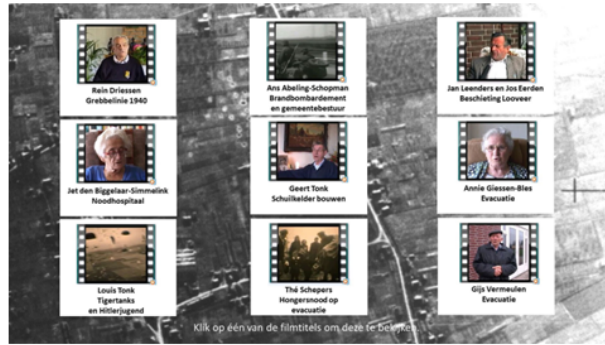 Rein Driessen
Grebbelinie 1940
Ans Abeling-Schopman
Brandbombardement
en gemeentebestuur
Jan Leenders en Jos Eerden
Beschieting Looveer
Jet den Biggelaar-Simmelink
Noodhospitaal
Geert Tonk
Schuilkelder bouwen
Annie Giessen-Bles
Evacuatie
Louis Tonk
Tigertanks
en Hitlerjugend
Thé Schepers
Hongersnood op
evacuatie
Gijs Vermeulen
Evacuatie
Klik op één van de filmtitels om deze te bekijken.